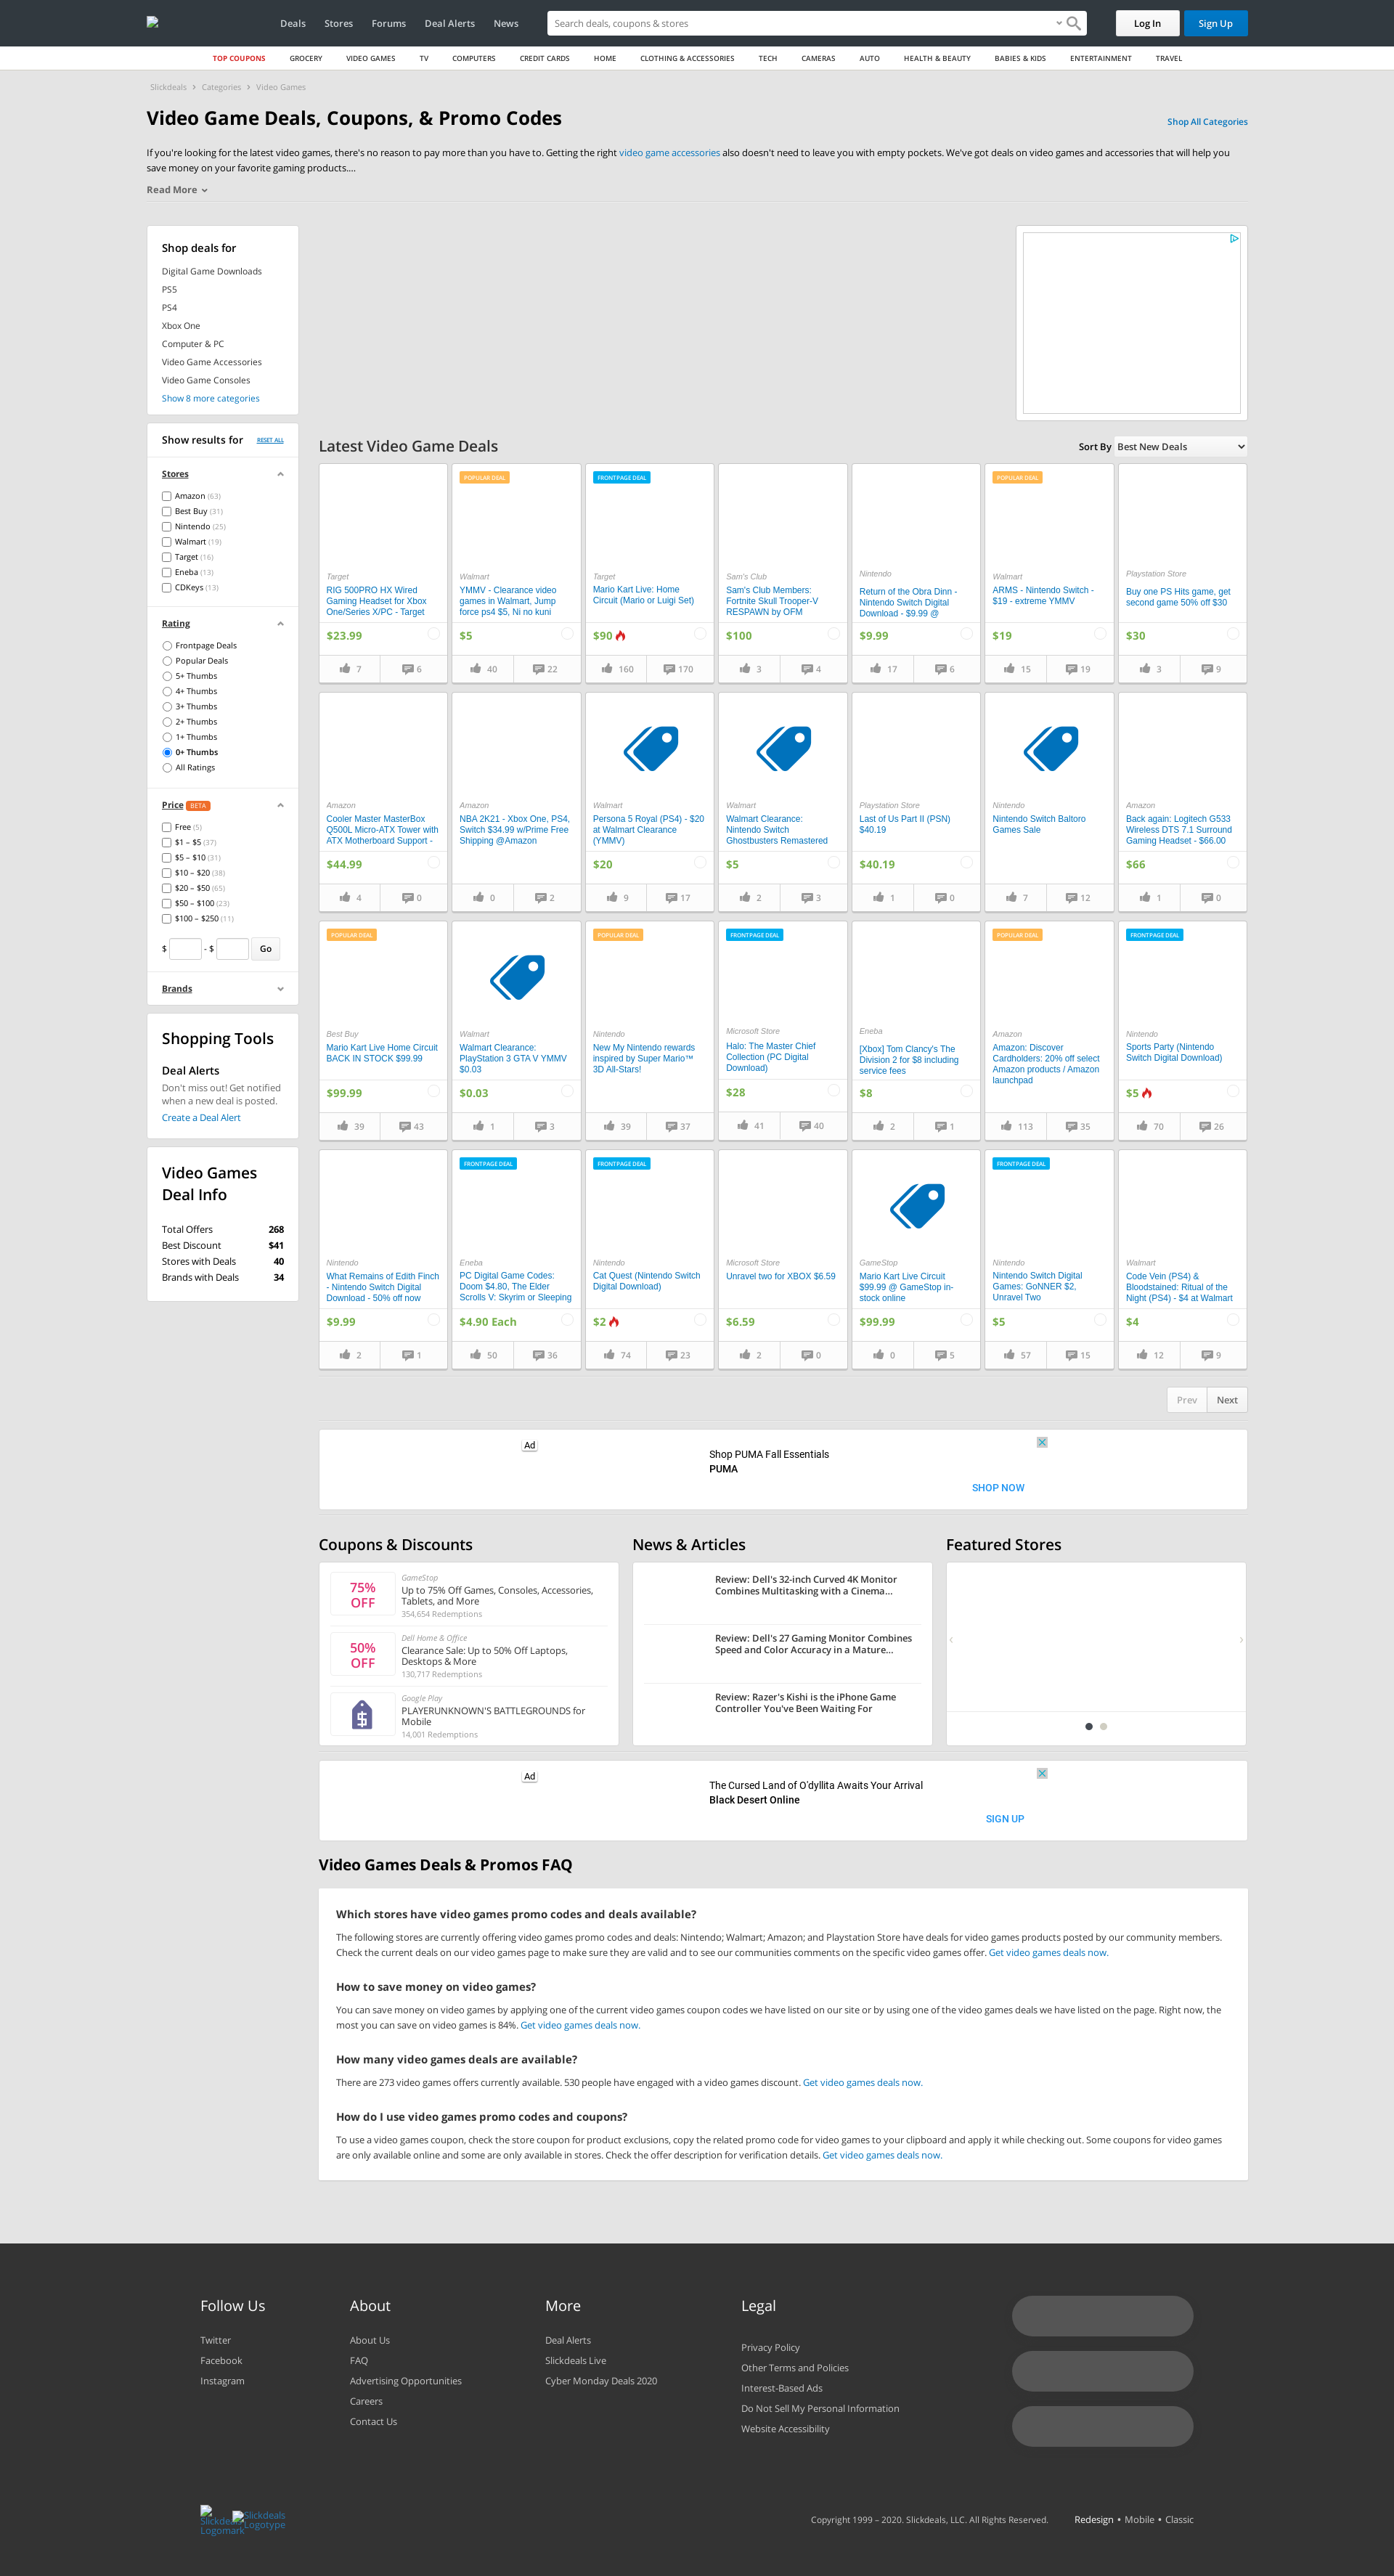 Deals Stores Forums Deal Alerts News Search deals, coupons & stores Log In Sign Up
TOP COUPONS GROCERY VIDEO GAMES TV COMPUTERS CREDIT CARDS HOME CLOTHING & ACCESSORIES TECH CAMERAS AUTO HEALTH & BEAUTY BABIES & KIDS ENTERTAINMENT TRAVEL
Slickdeals › Categories › Video Games
Video Game Deals, Coupons, & Promo Codes
Shop All Categories
If you're looking for the latest video games, there's no reason to pay more than you have to. Getting the right video game accessories also doesn't need to leave you with empty pockets. We've got deals on video games and accessories that will help you
save money on your favorite gaming products....
Read More
Shop deals for
Digital Game Downloads
PS5
PS4
Xbox One
Computer & PC
Video Game Accessories
Video Game Consoles
Show 8 more categories
Show results for RESET ALL
Stores
Amazon (63)
Best Buy (31)
Nintendo (25)
Walmart (19)
Target (16)
Eneba (13)
CDKeys (13)
Rating
Frontpage Deals
Popular Deals
5+ Thumbs
4+ Thumbs
3+ Thumbs
2+ Thumbs
1+ Thumbs
0+ Thumbs
All Ratings
Price BETA
Free (5)
$1 – $5 (37)
$5 – $10 (31)
$10 – $20 (38)
$20 – $50 (65)
$50 – $100 (23)
$100 – $250 (11)
$ - $ Go
Brands
Shopping Tools
Deal Alerts
Don't miss out! Get notified
when a new deal is posted.
Create a Deal Alert
Video Games
Deal Info
Total Offers 268
Best Discount $41
Stores with Deals 40
Brands with Deals 34
Latest Video Game Deals
Sort By Best New Deals
Target
RIG 500PRO HX Wired
Gaming Headset for Xbox
One/Series X/PC - Target
$23.99
7 6
POPULAR DEAL
Walmart
YMMV - Clearance video
games in Walmart, Jump
force ps4 $5, Ni no kuni
$5
40 22
FRONTPAGE DEAL
Target
Mario Kart Live: Home
Circuit (Mario or Luigi Set)
$90
160 170
Sam's Club
Sam's Club Members:
Fortnite Skull Trooper-V
RESPAWN by OFM
$100
3 4
Nintendo
Return of the Obra Dinn -
Nintendo Switch Digital
Download - $9.99 @
$9.99
17 6
POPULAR DEAL
Walmart
ARMS - Nintendo Switch -
$19 - extreme YMMV
$19
15 19
Playstation Store
Buy one PS Hits game, get
second game 50% off $30
$30
3 9
Amazon
Cooler Master MasterBox
Q500L Micro-ATX Tower with
ATX Motherboard Support -
$44.99
4 0
Amazon
NBA 2K21 - Xbox One, PS4,
Switch $34.99 w/Prime Free
Shipping @Amazon
0 2
Walmart
Persona 5 Royal (PS4) - $20
at Walmart Clearance
(YMMV)
$20
9 17
Walmart
Walmart Clearance:
Nintendo Switch
Ghostbusters Remastered
$5
2 3
Playstation Store
Last of Us Part II (PSN)
$40.19
$40.19
1 0
Nintendo
Nintendo Switch Baltoro
Games Sale
7 12
Amazon
Back again: Logitech G533
Wireless DTS 7.1 Surround
Gaming Headset - $66.00
$66
1 0
POPULAR DEAL
Best Buy
Mario Kart Live Home Circuit
BACK IN STOCK $99.99
$99.99
39 43
Walmart
Walmart Clearance:
PlayStation 3 GTA V YMMV
$0.03
$0.03
1 3
POPULAR DEAL
Nintendo
New My Nintendo rewards
inspired by Super Mario™
3D All-Stars!
39 37
FRONTPAGE DEAL
Microsoft Store
Halo: The Master Chief
Collection (PC Digital
Download)
$28
41 40
Eneba
[Xbox] Tom Clancy's The
Division 2 for $8 including
service fees
$8
2 1
POPULAR DEAL
Amazon
Amazon: Discover
Cardholders: 20% off select
Amazon products / Amazon
launchpad
113 35
FRONTPAGE DEAL
Nintendo
Sports Party (Nintendo
Switch Digital Download)
$5
70 26
Nintendo
What Remains of Edith Finch
- Nintendo Switch Digital
Download - 50% off now
$9.99
2 1
FRONTPAGE DEAL
Eneba
PC Digital Game Codes:
Doom $4.80, The Elder
Scrolls V: Skyrim or Sleeping
$4.90 Each
50 36
FRONTPAGE DEAL
Nintendo
Cat Quest (Nintendo Switch
Digital Download)
$2
74 23
Microsoft Store
Unravel two for XBOX $6.59
$6.59
2 0
GameStop
Mario Kart Live Circuit
$99.99 @ GameStop in-
stock online
$99.99
0 5
FRONTPAGE DEAL
Nintendo
Nintendo Switch Digital
Games: GoNNER $2,
Unravel Two
$5
57 15
Walmart
Code Vein (PS4) &
Bloodstained: Ritual of the
Night (PS4) - $4 at Walmart
$4
12 9
Prev Next
Ad
Shop PUMA Fall Essentials
PUMA
SHOP NOW
Coupons & Discounts
75%
OFF
GameStop
Up to 75% Off Games, Consoles, Accessories,
Tablets, and More
354,654 Redemptions
50%
OFF
Dell Home & Office
Clearance Sale: Up to 50% Off Laptops,
Desktops & More
130,717 Redemptions
$
Google Play
PLAYERUNKNOWN'S BATTLEGROUNDS for
Mobile
14,001 Redemptions
News & Articles
Review: Dell's 32-inch Curved 4K Monitor
Combines Multitasking with a Cinema...
Review: Dell's 27 Gaming Monitor Combines
Speed and Color Accuracy in a Mature...
Review: Razer's Kishi is the iPhone Game
Controller You've Been Waiting For
Featured Stores
‹ ›
Ad
The Cursed Land of O'dyllita Awaits Your Arrival
Black Desert Online
SIGN UP
Video Games Deals & Promos FAQ
Which stores have video games promo codes and deals available?
The following stores are currently offering video games promo codes and deals: Nintendo; Walmart; Amazon; and Playstation Store have deals for video games products posted by our community members.
Check the current deals on our video games page to make sure they are valid and to see our communities comments on the specific video games offer. Get video games deals now.
How to save money on video games?
You can save money on video games by applying one of the current video games coupon codes we have listed on our site or by using one of the video games deals we have listed on the page. Right now, the
most you can save on video games is 84%. Get video games deals now.
How many video games deals are available?
There are 273 video games offers currently available. 530 people have engaged with a video games discount. Get video games deals now.
How do I use video games promo codes and coupons?
To use a video games coupon, check the store coupon for product exclusions, copy the related promo code for video games to your clipboard and apply it while checking out. Some coupons for video games
are only available online and some are only available in stores. Check the offer description for verification details. Get video games deals now.
Follow Us
Twitter
Facebook
Instagram
About
About Us
FAQ
Advertising Opportunities
Careers
Contact Us
More
Deal Alerts
Slickdeals Live
Cyber Monday Deals 2020
Legal
Privacy Policy
Other Terms and Policies
Interest-Based Ads
Do Not Sell My Personal Information
Website Accessibility
Slickdeals
Logomark
Slickdeals
Logotype
Copyright 1999 – 2020. Slickdeals, LLC. All Rights Reserved. Redesign • Mobile • Classic